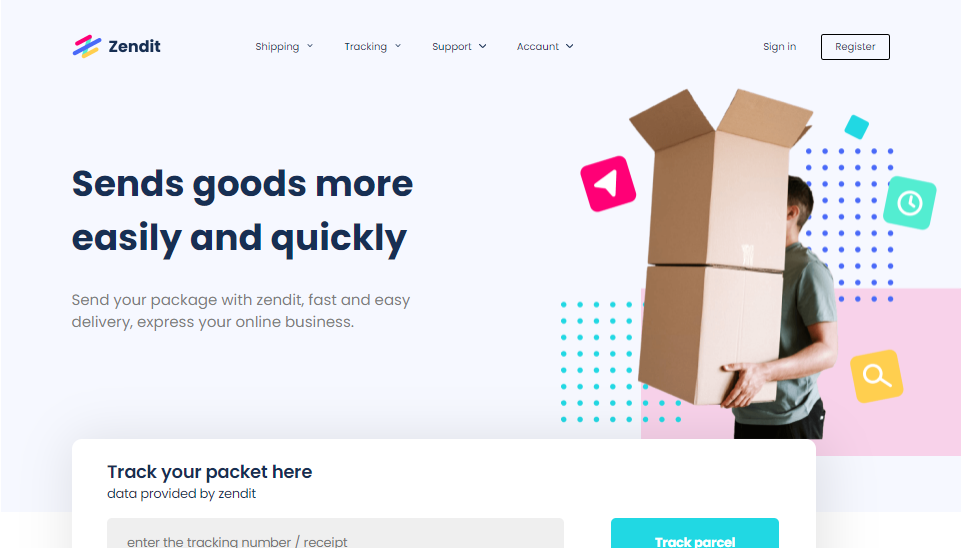 Zendit
Shipping
Tracking
Support
Account
Sign in
Register
Sends goods more
easily and quickly
Send your package with zendit, fast and easy
delivery, express your online business.
Track your packet here
data provided by zendit
enter the tracking number / receipt
Track parcel